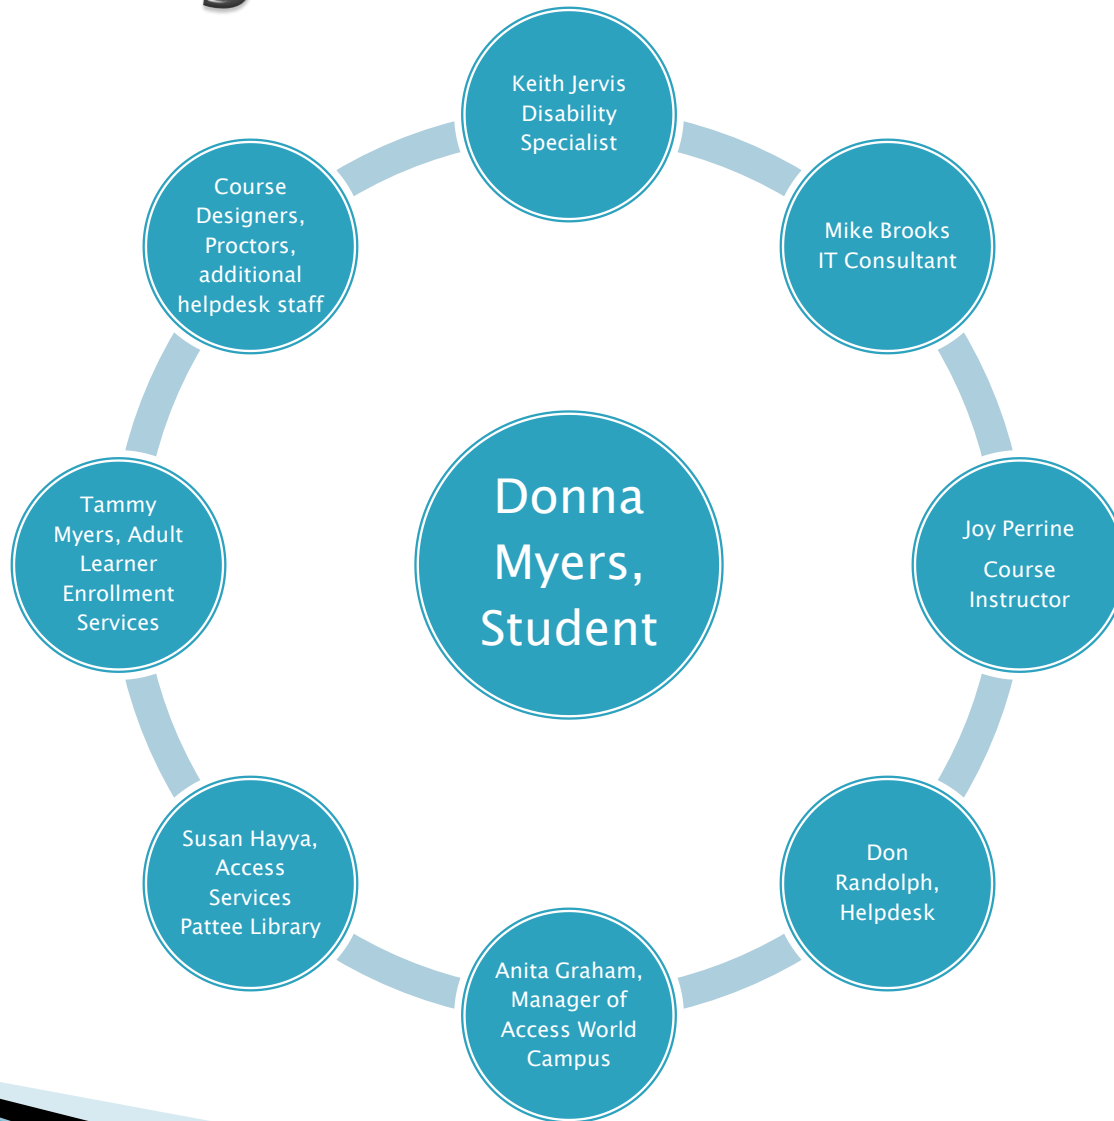 Keith Jervis
Disability
Specialist
Mike Brooks
IT Consultant
Joy Perrine
Course
Instructor
Don
Randolph,
Helpdesk
Anita Graham,
Manager of
Access World
Campus
Susan Hayya,
Access
Services
Pattee Library
Tammy
Myers, Adult
Learner
Enrollment
Services
Course
Designers,
Proctors,
additional
helpdesk staff
Donna
Myers,
Student